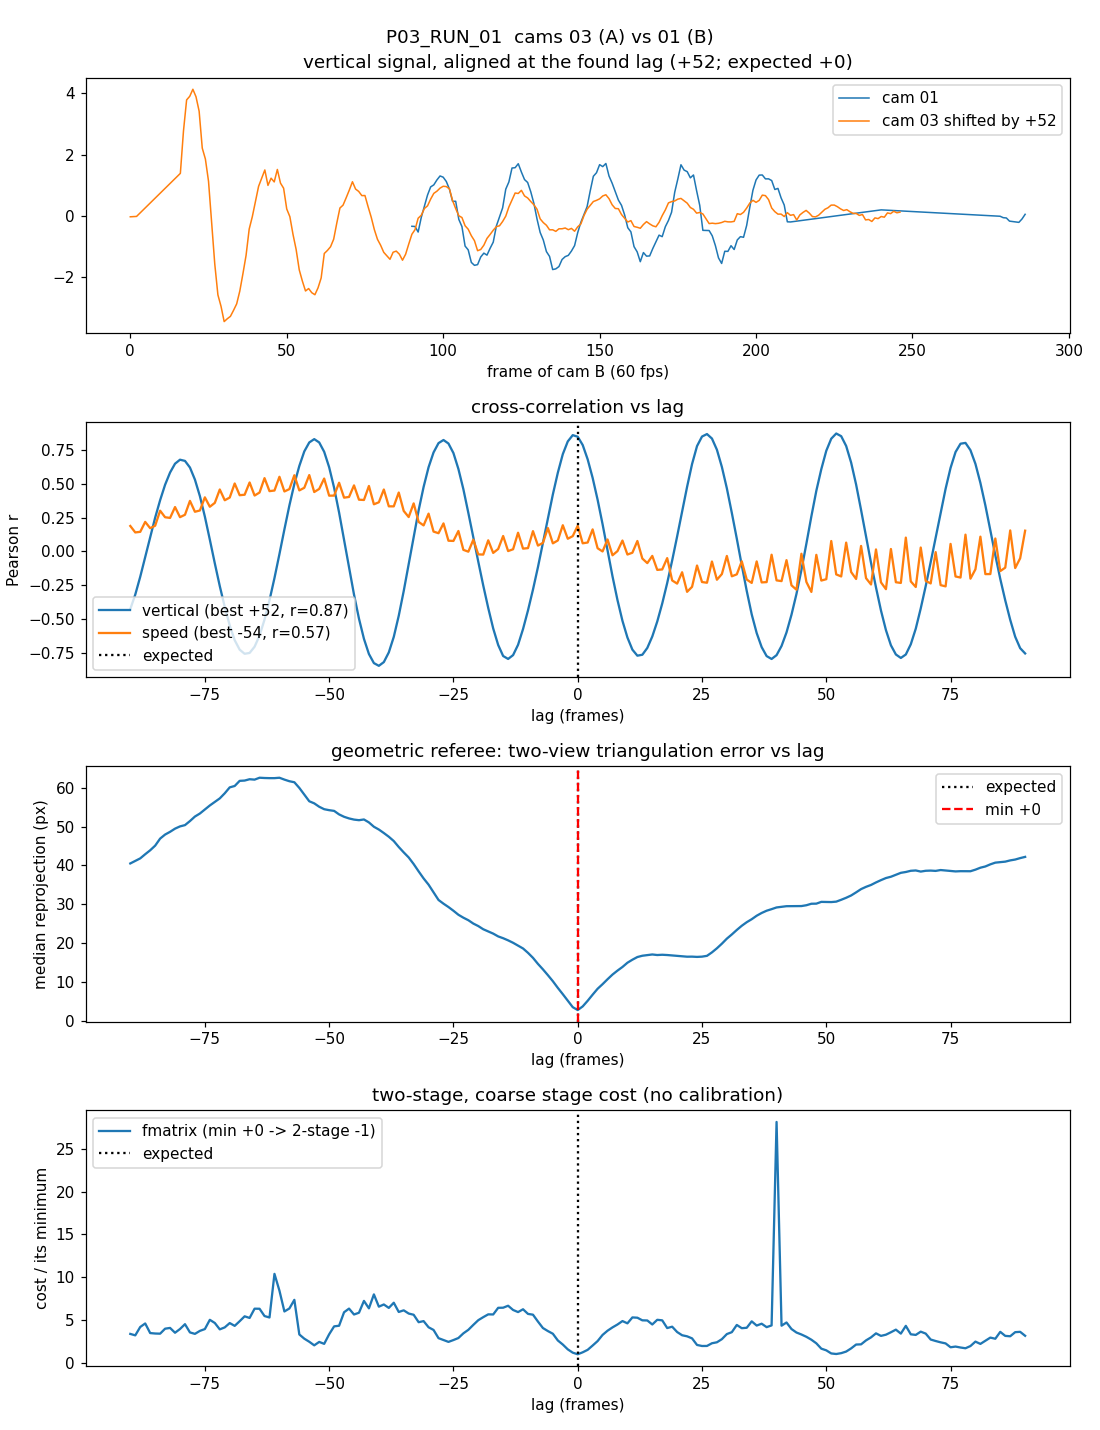 P03_RUN_01  cams 03 (A) vs 01 (B)
vertical signal, aligned at the found lag (+52; expected +0)
4
2
0
−2
cam 01
cam 03 shifted by +52
0
50
100
150
200
250
300
frame of cam B (60 fps)
cross-correlation vs lag
Pearson r
0.75
0.50
0.25
0.00
−0.25
−0.50
−0.75
vertical (best +52, r=0.87)
speed (best -54, r=0.57)
expected
−75
−50
−25
0
25
50
75
lag (frames)
geometric referee: two-view triangulation error vs lag
median reprojection (px)
60
50
40
30
20
10
0
expected
min +0
−75
−50
−25
0
25
50
75
lag (frames)
two-stage, coarse stage cost (no calibration)
cost / its minimum
25
20
15
10
5
0
fmatrix (min +0 -> 2-stage -1)
expected
−75
−50
−25
0
25
50
75
lag (frames)